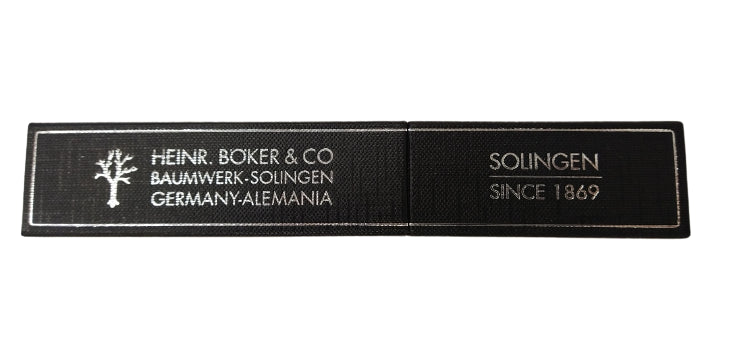 HEINR. BÖKER & CO
BAUMWERK-SOLINGEN
GERMANY-ALEMANIA
SOLINGEN
SINCE 1869